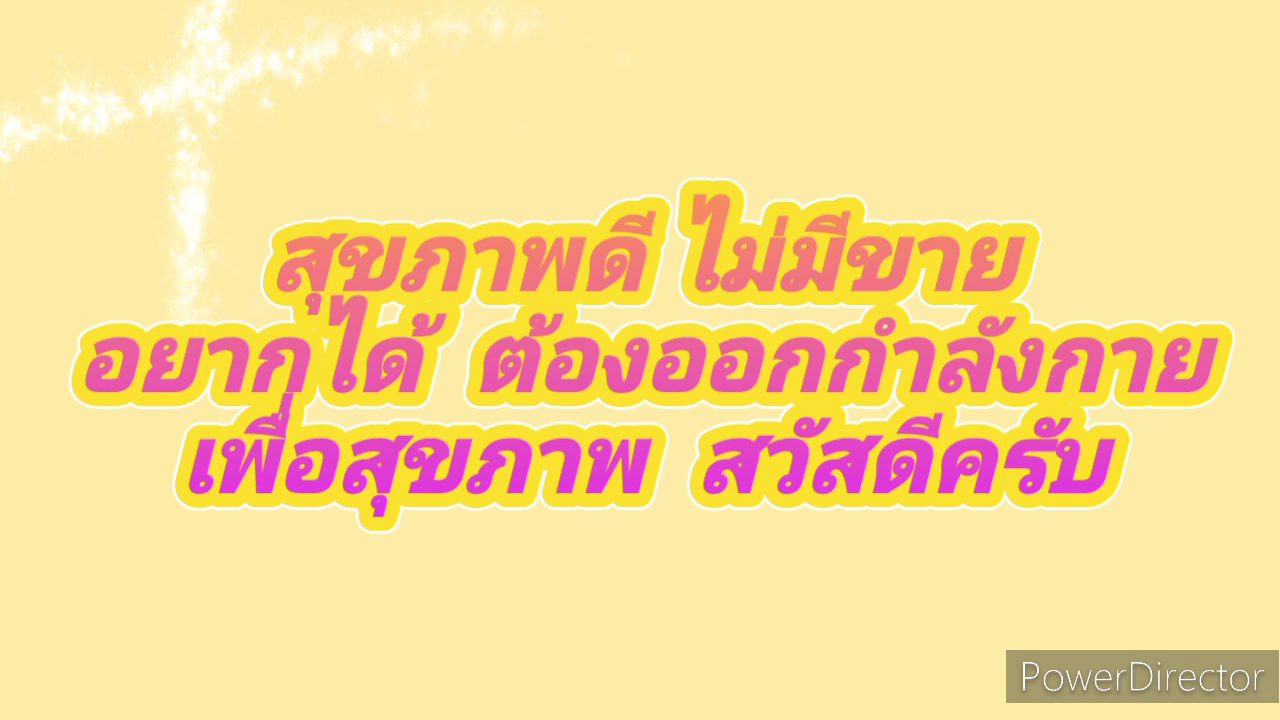 สุขภาพดี ไม่มีขาย
อยากได้ ต้องออกกำลังกาย
เพื่อสุขภาพ สวัสดีครับ
PowerDirector